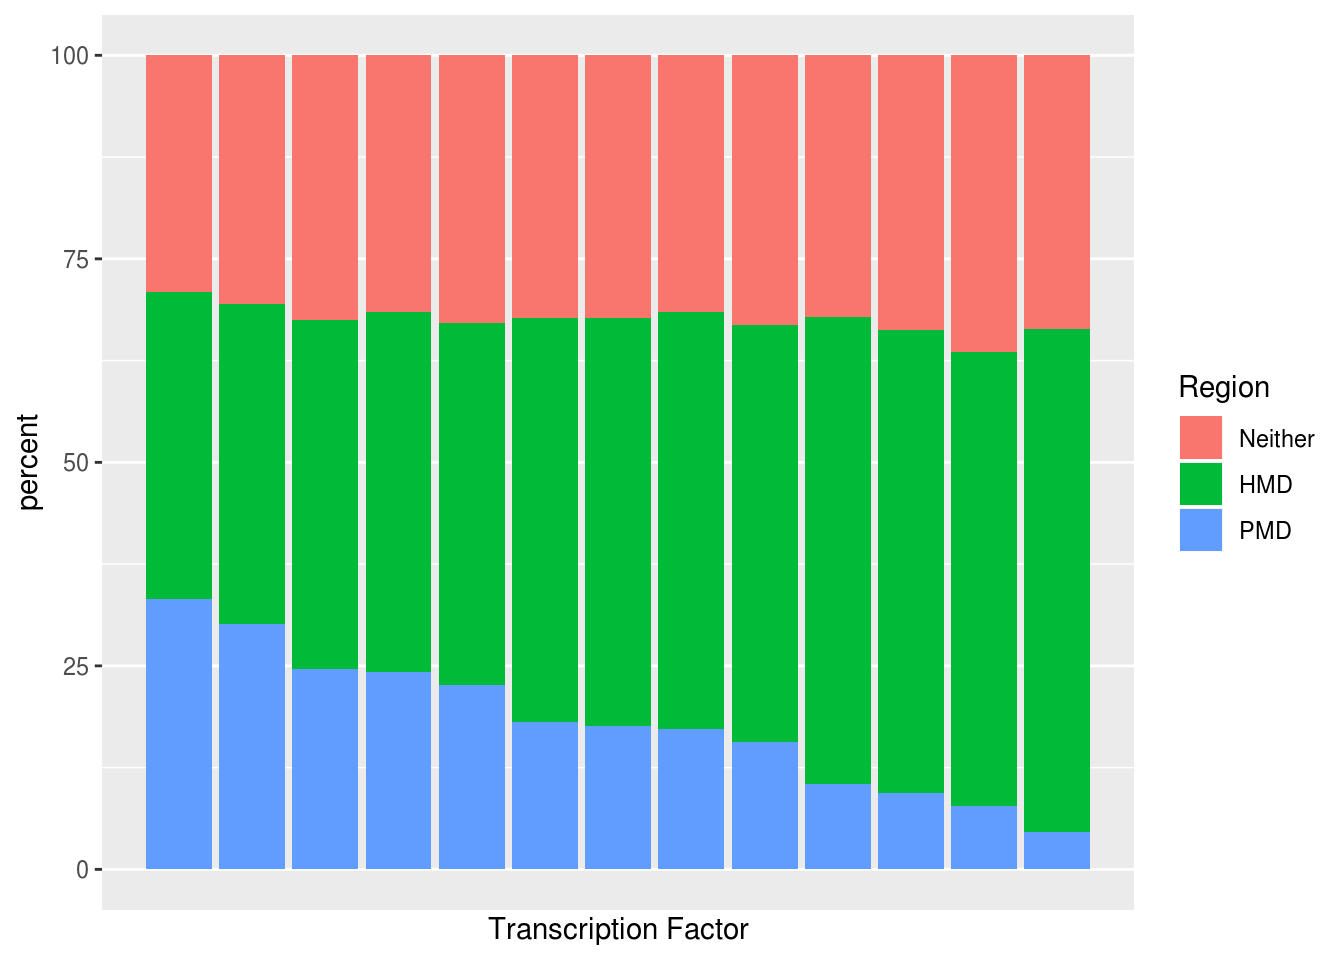 100
75
50
25
0
percent
Transcription Factor
Region
Neither
HMD
PMD